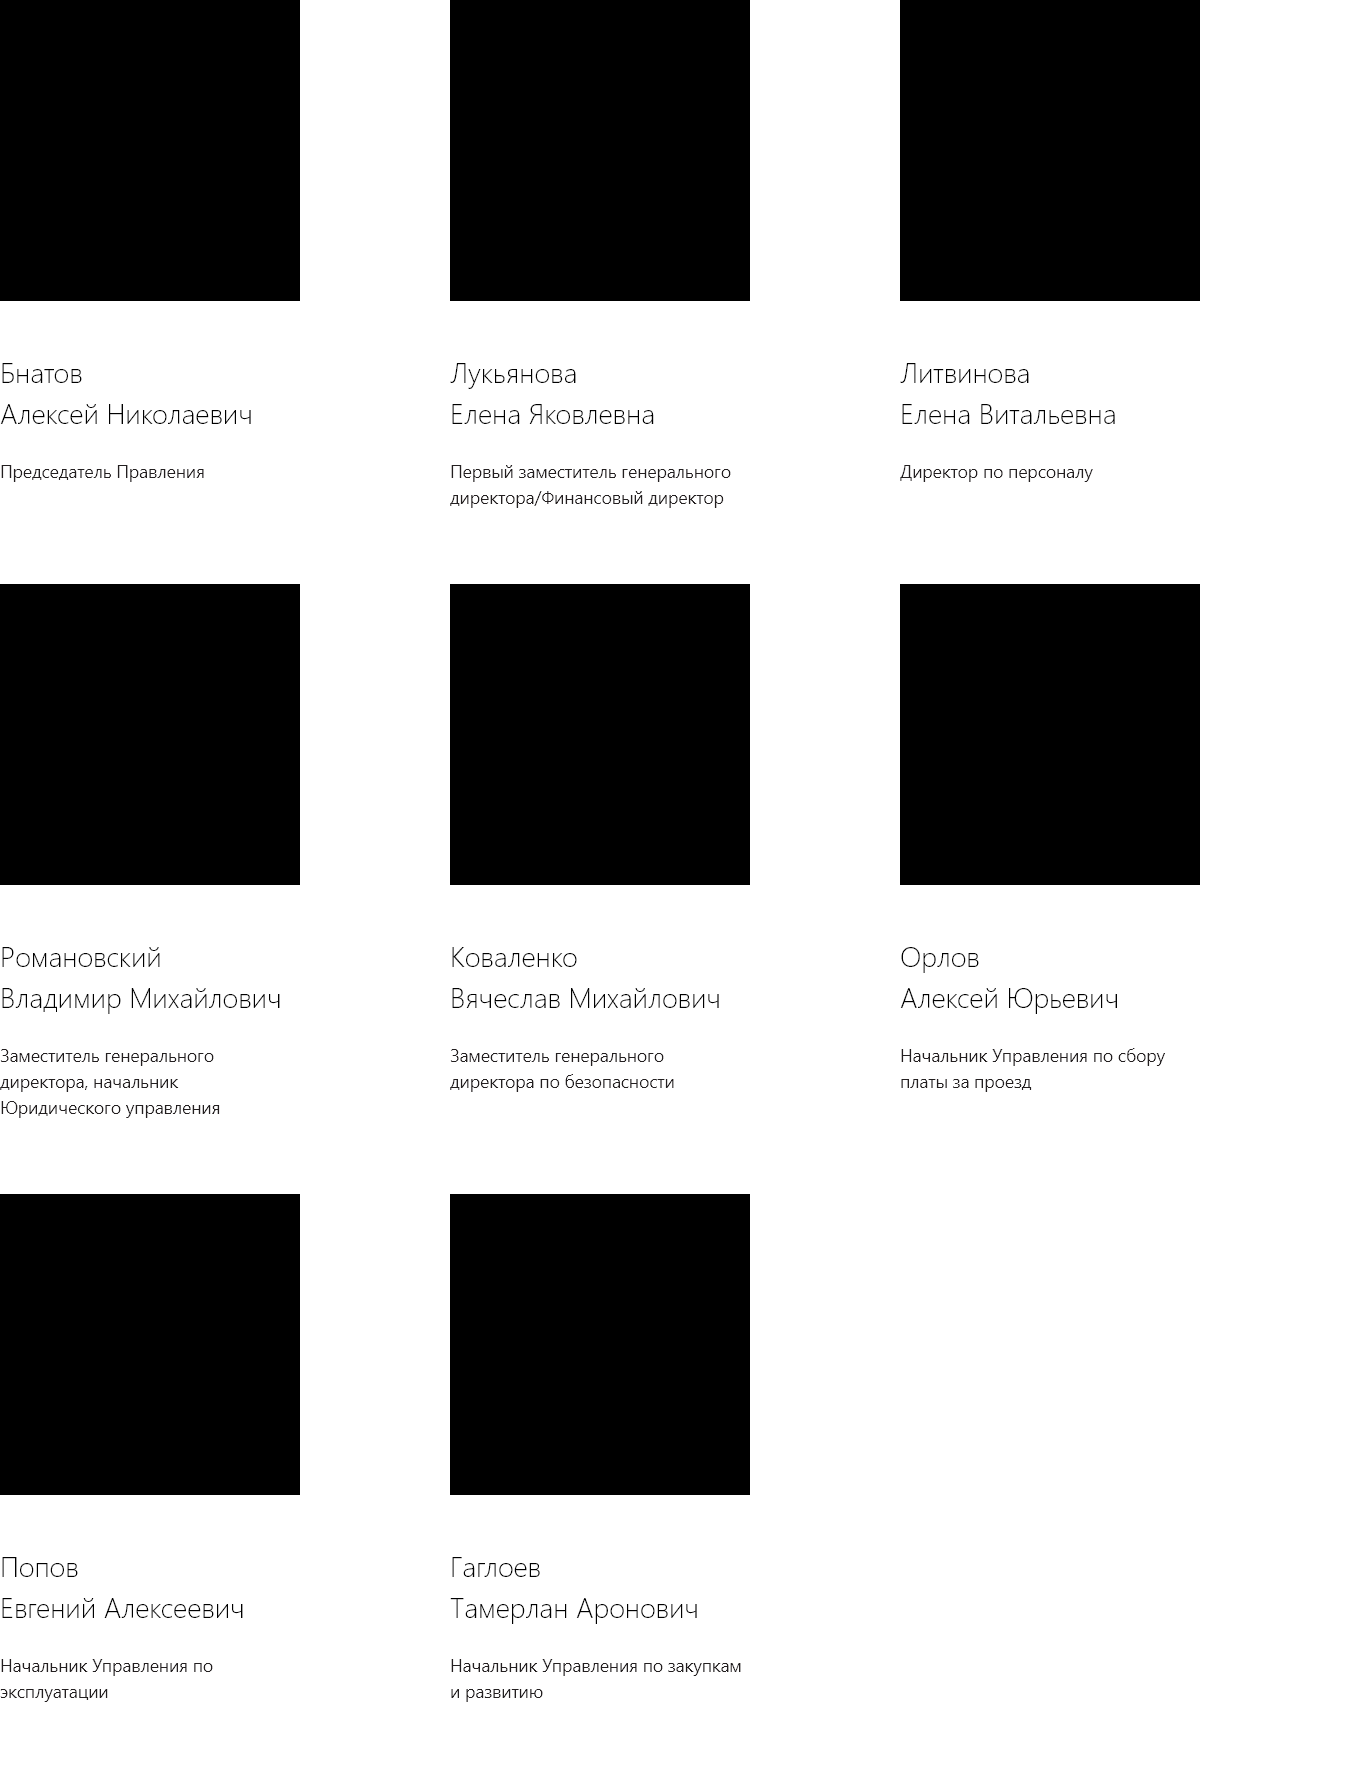 Бнатов
Алексей Николаевич
Председатель Правления
Лукьянова
Елена Яковлевна
Первый заместитель генерального
директора/Финансовый директор
Литвинова
Елена Витальевна
Директор по персоналу
Романовский
Владимир Михайлович
Заместитель генерального
директора, начальник
Юридического управления
Коваленко
Вячеслав Михайлович
Заместитель генерального
директора по безопасности
Орлов
Алексей Юрьевич
Начальник Управления по сбору
платы за проезд
Попов
Евгений Алексеевич
Начальник Управления по
эксплуатации
Гаглоев
Тамерлан Аронович
Начальник Управления по закупкам
и развитию